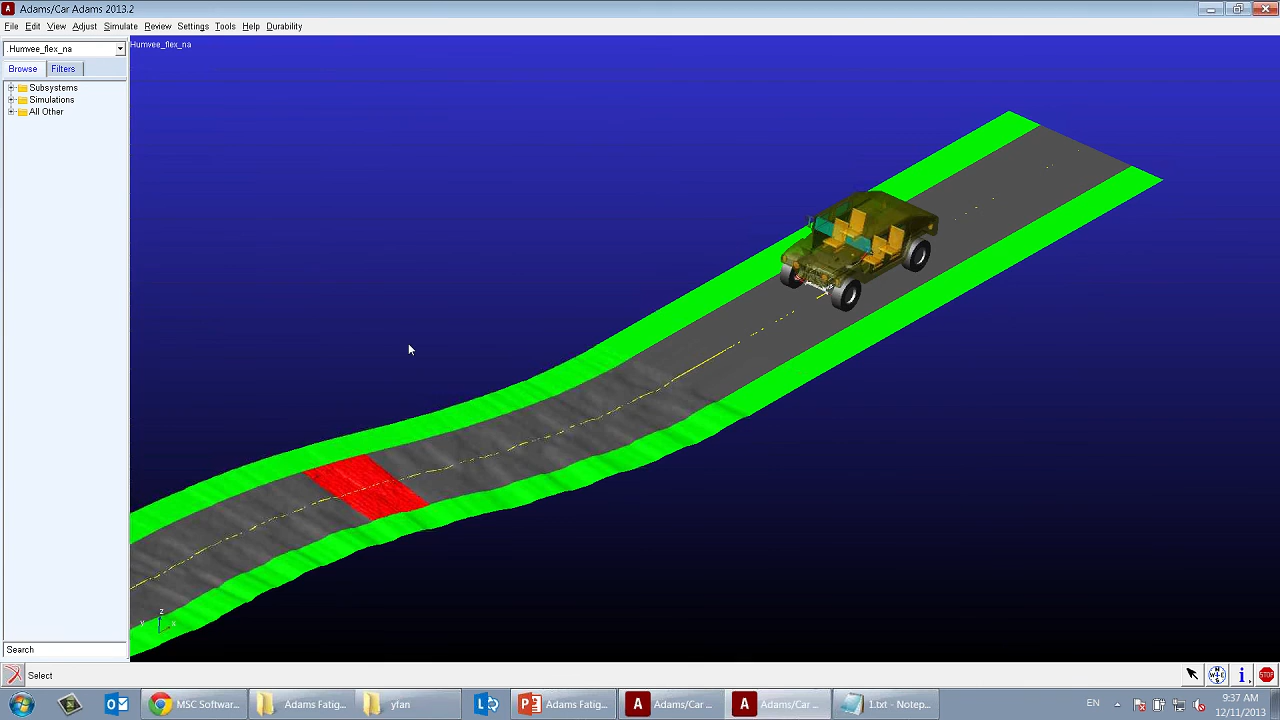 Adams/Car Adams 2013.2
File Edit View Adjust Simulate Review Settings Tools Help Durability
.Humvee_flex_na
Humvee_flex_na
Browse Filters
Subsystems
Simulations
All Other
z
y x
Search
Select
STOP
MSC Softwar...
Adams Fatig...
yfan
Adams Fatig...
Adams/Car ...
Adams/Car ...
1.txt - Notep...
EN
9:37 AM
12/11/2013